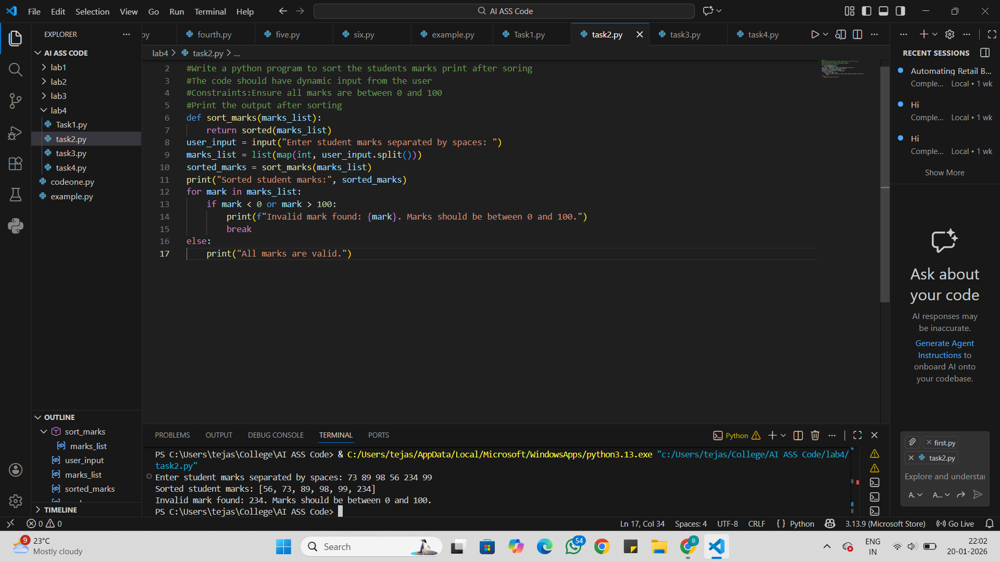 File Edit Selection View Go Run Terminal Help
AI ASS Code
EXPLORER
AI ASS CODE
lab1
lab2
lab3
lab4
Task1.py
task2.py
task3.py
task4.py
codeone.py
example.py
OUTLINE
sort_marks
marks_list
user_input
marks_list
sorted_marks
TIMELINE
py
fourth.py
five.py
six.py
example.py
Task1.py
task2.py
task3.py
task4.py
lab4 > task2.py > ...
2 #Write a python program to sort the students marks print after soring
3 #The code should have dynamic input from the user
4 #Constraints:Ensure all marks are between 0 and 100
5 #Print the output after sorting
6 def sort_marks(marks_list):
7 return sorted(marks_list)
8 user_input = input("Enter student marks separated by spaces: ")
9 marks_list = list(map(int, user_input.split()))
10 sorted_marks = sort_marks(marks_list)
11 print("Sorted student marks:", sorted_marks)
12 for mark in marks_list:
13 if mark < 0 or mark > 100:
14 print(f"Invalid mark found: {mark}. Marks should be between 0 and 100.")
15 break
16 else:
17 print("All marks are valid.")
PROBLEMS OUTPUT DEBUG CONSOLE TERMINAL PORTS
Python
PS C:\Users\tejas\College\AI ASS Code> & C:/Users/tejas/AppData/Local/Microsoft/WindowsApps/python3.13.exe "c:/Users/tejas/College/AI ASS Code/lab4/
task2.py"
Enter student marks separated by spaces: 73 89 98 56 234 99
Sorted student marks: [56, 73, 89, 98, 99, 234]
Invalid mark found: 234. Marks should be between 0 and 100.
PS C:\Users\tejas\College\AI ASS Code>
RECENT SESSIONS
Automating Retail B...
Comple... Local • 1 wk
Hi
Comple... Local • 1 wk
Hi
Comple... Local • 1 wk
Show More
Ask about
your code
AI responses may
be inaccurate.
Generate Agent
Instructions to
onboard AI onto
your codebase.
first.py
task2.py
Explore and understa
A.
A...
0 0
Ln 17, Col 34 Spaces: 4 UTF-8 CRLF {} Python 3.13.9 (Microsoft Store) Go Live
9
23°C
Mostly cloudy
Search
54
B
ENG
IN
22:02
20-01-2026